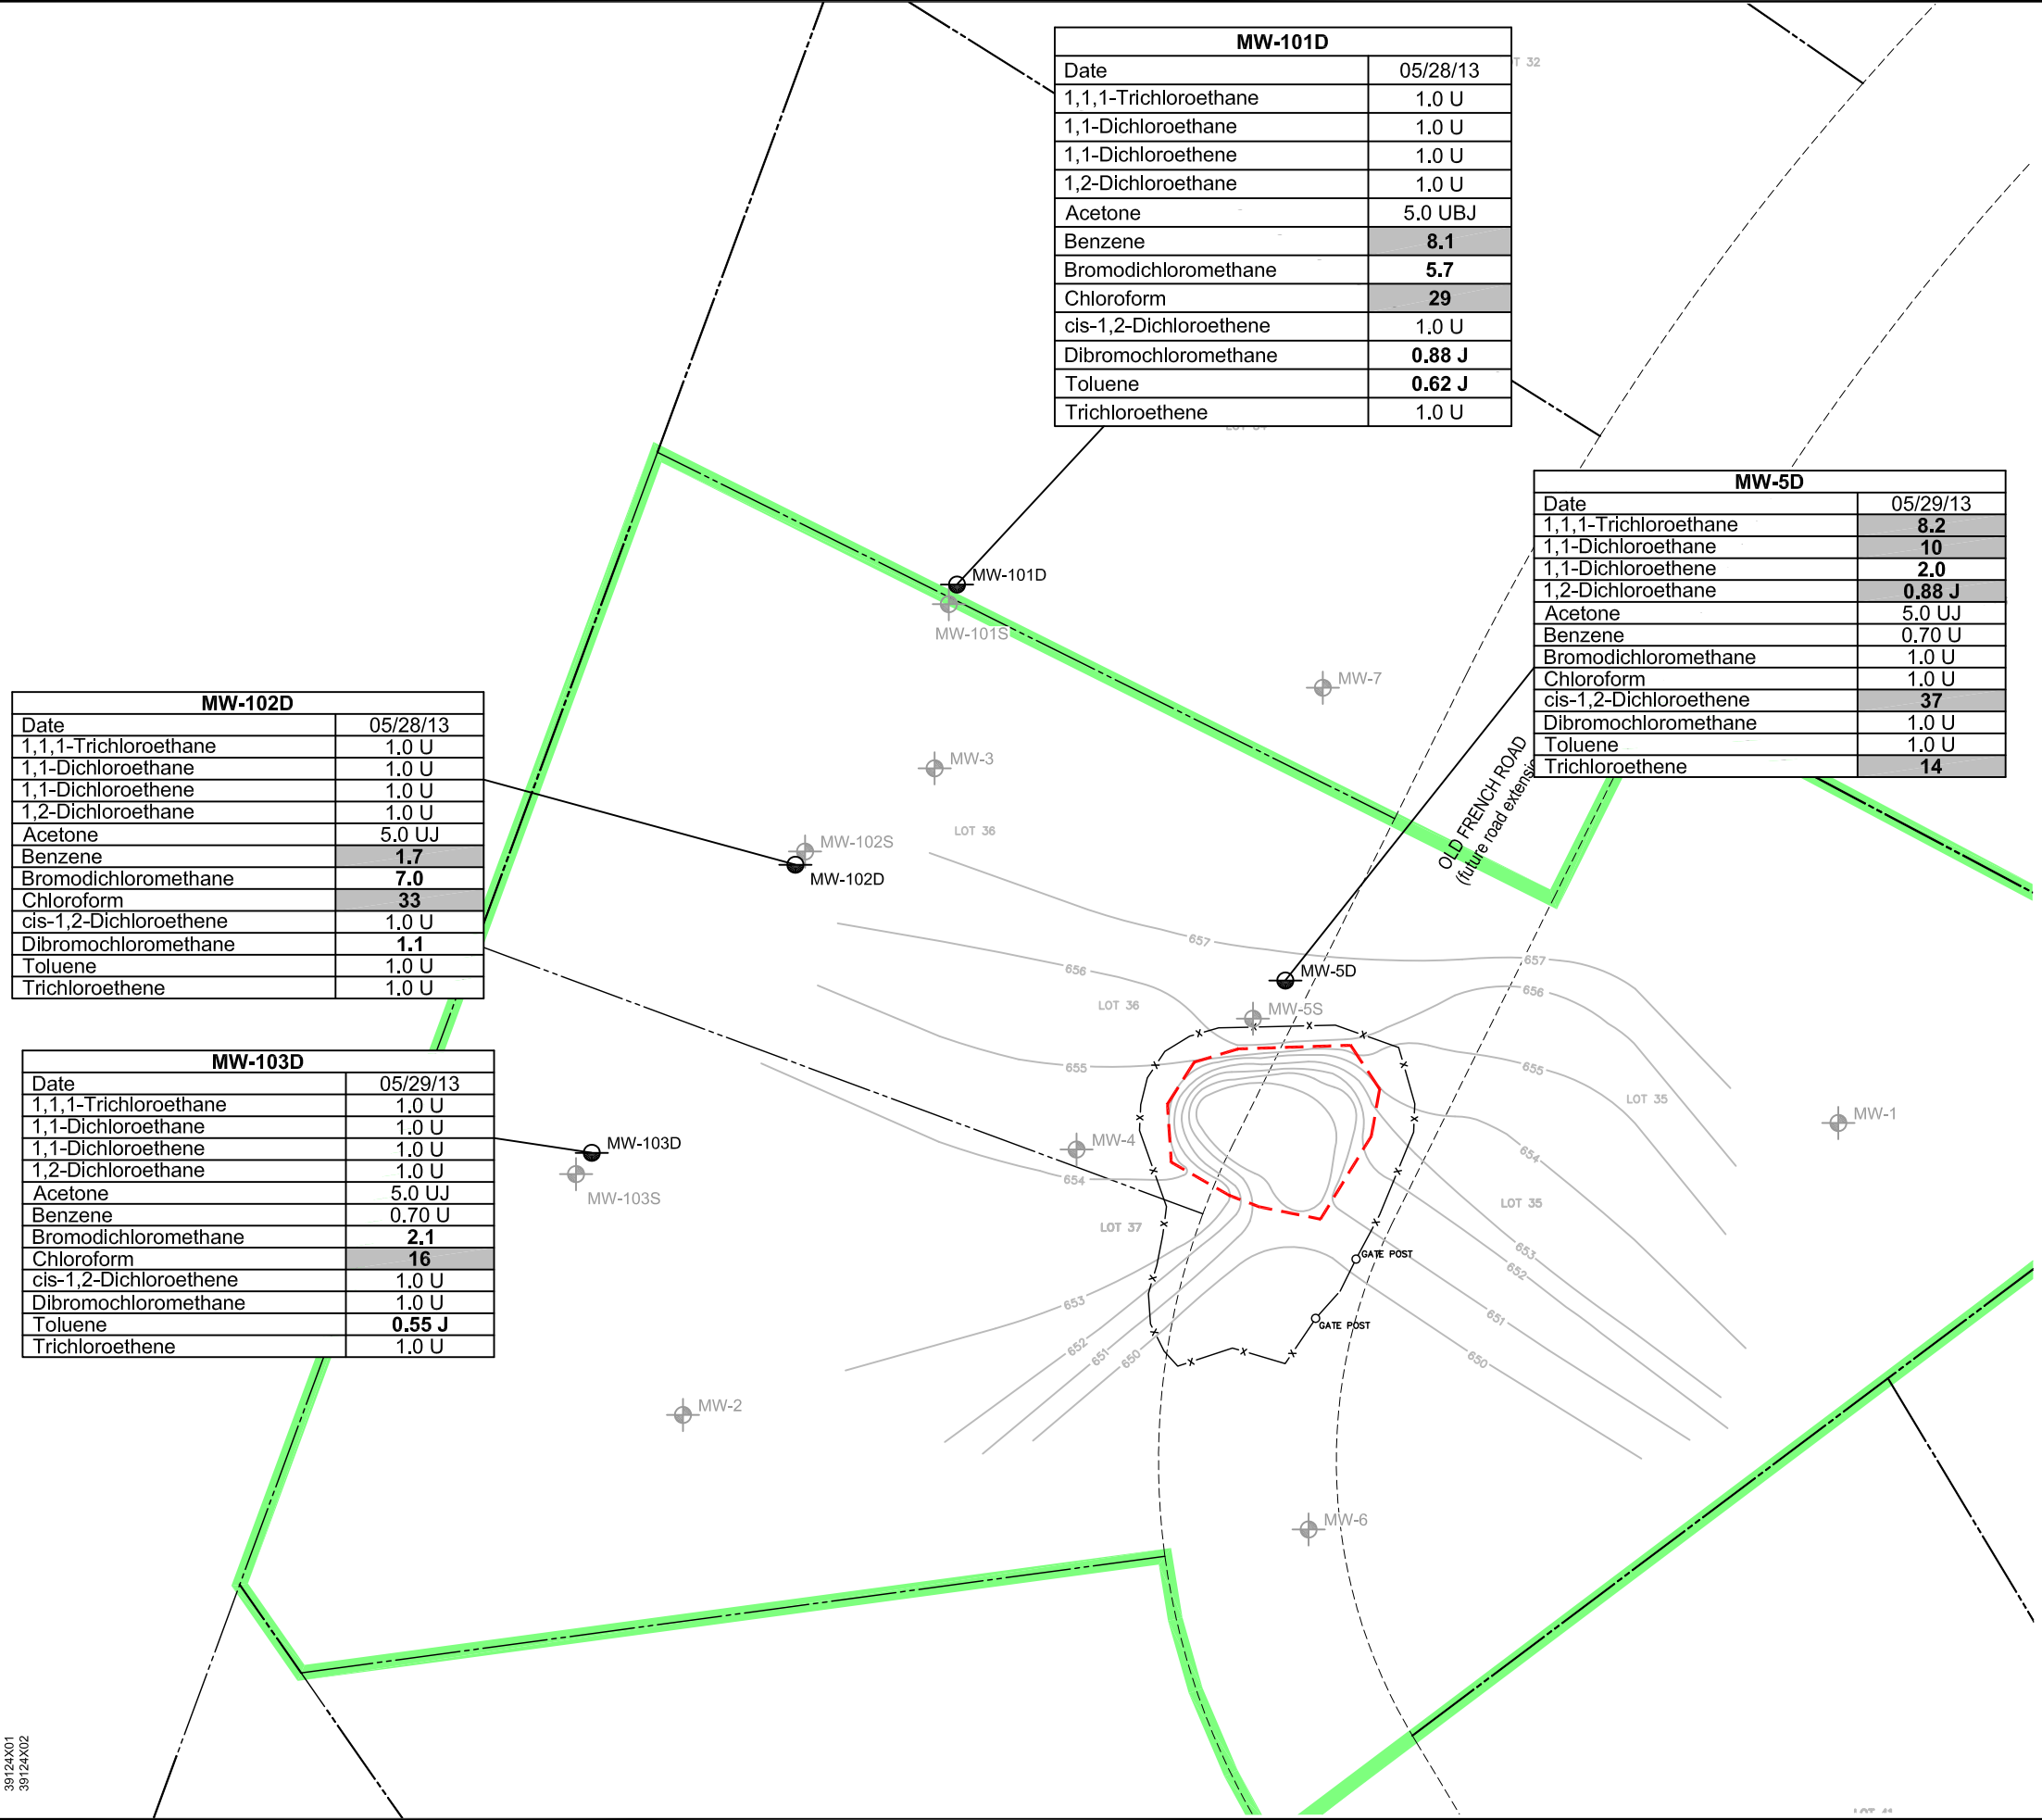 MW-101D
Date 05/28/13
1,1,1-Trichloroethane 1.0 U
1,1-Dichloroethane 1.0 U
1,1-Dichloroethene 1.0 U
1,2-Dichloroethane 1.0 U
Acetone 5.0 UBJ
Benzene 8.1
Bromodichloromethane 5.7
Chloroform 29
cis-1,2-Dichloroethene 1.0 U
Dibromochloromethane 0.88 J
Toluene 0.62 J
Trichloroethene 1.0 U
T 32
MW-5D
Date 05/29/13
1,1,1-Trichloroethane 8.2
1,1-Dichloroethane 10
1,1-Dichloroethene 2.0
1,2-Dichloroethane 0.88 J
Acetone 5.0 UJ
Benzene 0.70 U
Bromodichloromethane 1.0 U
Chloroform 1.0 U
cis-1,2-Dichloroethene 37
Dibromochloromethane 1.0 U
Toluene 1.0 U
Trichloroethene 14
MW-101D
MW-101S
MW-7
MW-3
OLD FRENCH ROAD
(future road extensi
MW-102D
Date 05/28/13
1,1,1-Trichloroethane 1.0 U
1,1-Dichloroethane 1.0 U
1,1-Dichloroethene 1.0 U
1,2-Dichloroethane 1.0 U
Acetone 5.0 UJ
Benzene 1.7
Bromodichloromethane 7.0
Chloroform 33
cis-1,2-Dichloroethene 1.0 U
Dibromochloromethane 1.1
Toluene 1.0 U
Trichloroethene 1.0 U
MW-102S
MW-102D
LOT 36
657
657
656
656
MW-5D
LOT 36
MW-5S
655
655
LOT 35
MW-1
MW-103D
Date 05/29/13
1,1,1-Trichloroethane 1.0 U
1,1-Dichloroethane 1.0 U
1,1-Dichloroethene 1.0 U
1,2-Dichloroethane 1.0 U
Acetone 5.0 UJ
Benzene 0.70 U
Bromodichloromethane 2.1
Chloroform 16
cis-1,2-Dichloroethene 1.0 U
Dibromochloromethane 1.0 U
Toluene 0.55 J
Trichloroethene 1.0 U
MW-103D
MW-103S
MW-4
654
654
LOT 35
LOT 37
653
652
GATE POST
653
651
GATE POST
652
651
650
650
MW-2
MW-6
39124X01
39124X02